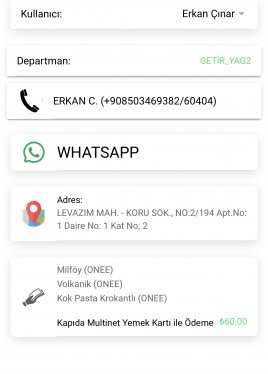 Kullanıcı: Erkan Çınar
Departman: GETİR_YAG2
ERKAN C. (+908503469382/60404)
WHATSAPP
Adres:
LEVAZIM MAH. - KORU SOK., NO:2/194 Apt.No:
1 Daire No: 1 Kat No: 2
Milföy (ONEE)
Volkanik (ONEE)
Kok Pasta Krokantlı (ONEE)
Kapıda Multinet Yemek Kartı ile Ödeme ₺60.00